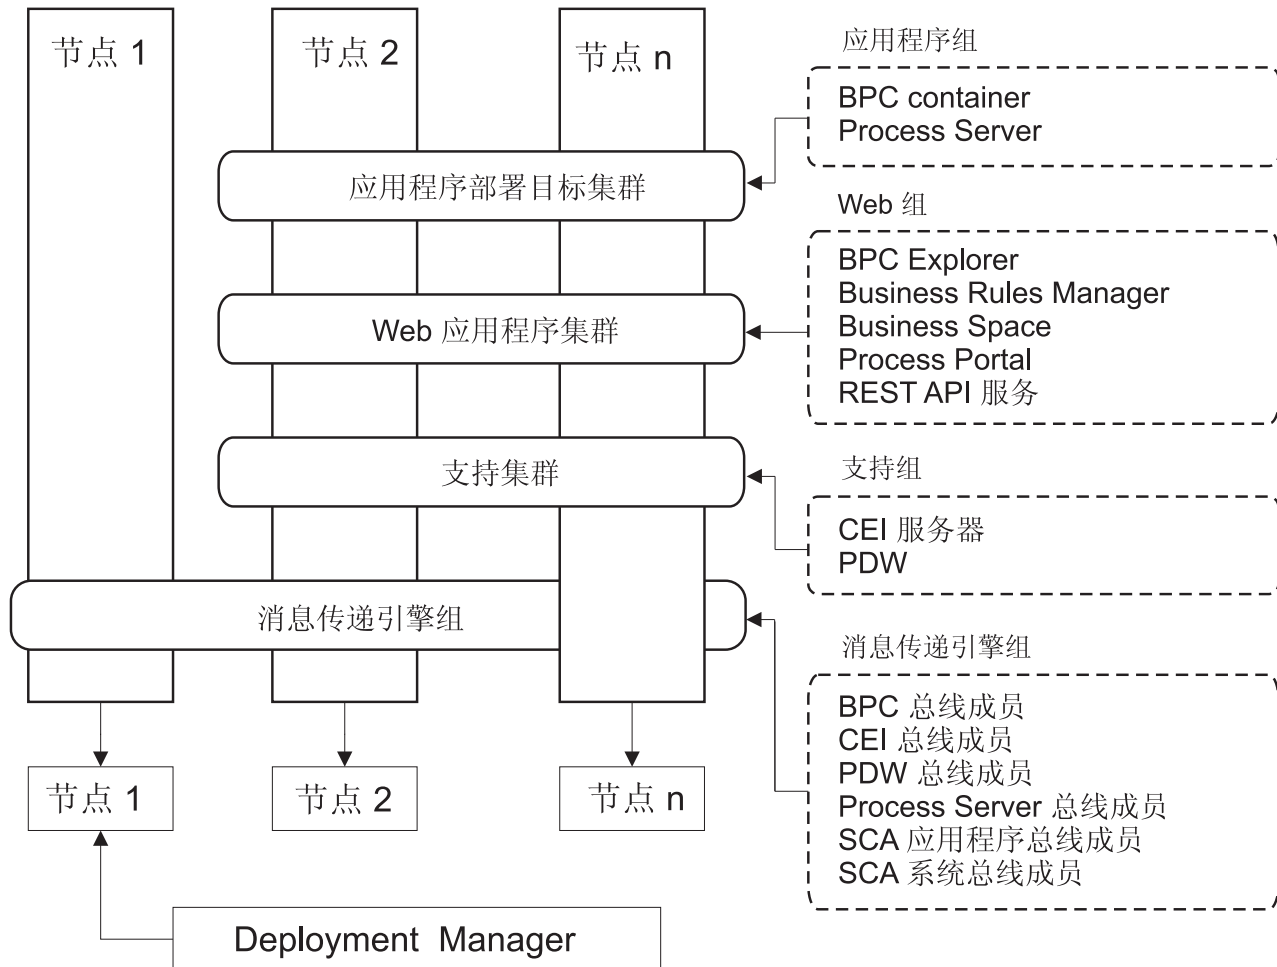 节点 1
节点 2
节点 n
应用程序组
BPC container
Process Server
应用程序部署目标集群
Web 组
BPC Explorer
Business Rules Manager
Business Space
Process Portal
REST API 服务
Web 应用程序集群
支持组
支持集群
CEI 服务器
PDW
消息传递引擎组
消息传递引擎组
BPC 总线成员
CEI 总线成员
PDW 总线成员
Process Server 总线成员
SCA 应用程序总线成员
SCA 系统总线成员
节点 1
节点 2
节点 n
Deployment Manager